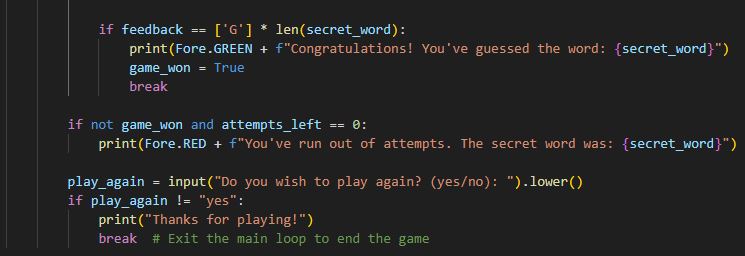 if feedback == ['G'] * len(secret_word):
print(Fore.GREEN + f"Congratulations! You've guessed the word: {secret_word}")
game_won = True
break
if not game_won and attempts_left == 0:
print(Fore.RED + f"You've run out of attempts. The secret word was: {secret_word}")
play_again = input("Do you wish to play again? (yes/no): ").lower()
if play_again != "yes":
print("Thanks for playing!")
break  # Exit the main loop to end the game